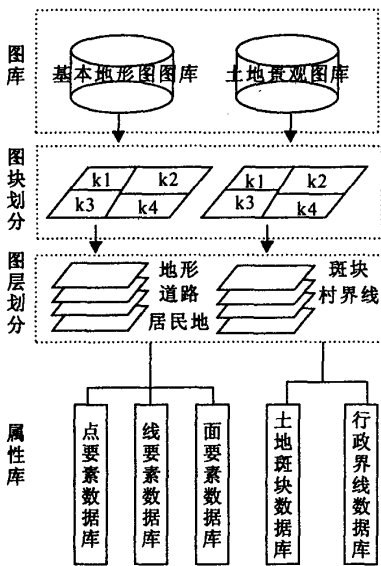 图库
基本地形图图库
土地景观图库
图块划分
k1
k2
k3
k4
k1
k2
k3
k4
图层划分
地形
道路
居民地
斑块
村界线
属性库
点要素数据库
线要素数据库
面要素数据库
土地斑块数据库
行政界线数据库